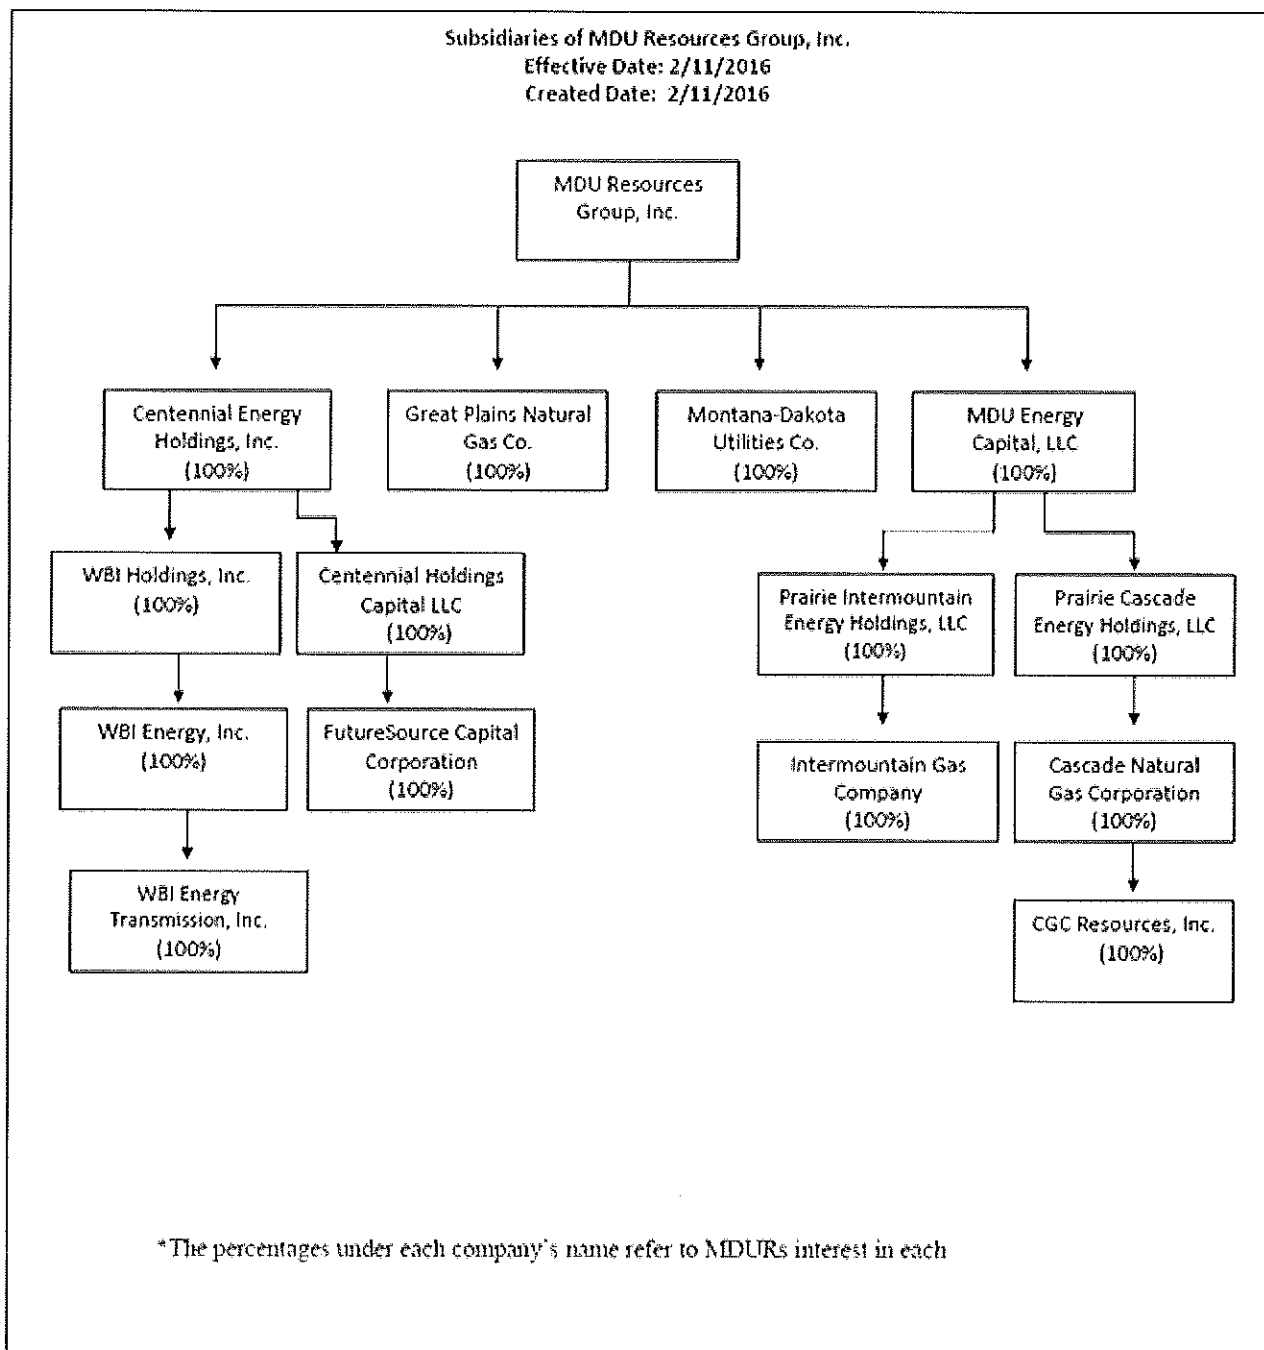 Subsidiaries of MDU Resources Group, Inc.
Effective Date: 2/11/2016
Created Date: 2/11/2016
MDU Resources
Group, Inc.
Centennial Energy
Holdings, Inc.
(100%)
Great Plains Natural
Gas Co.
(100%)
Montana-Dakota
Utilities Co.
(100%)
MDU Energy
Capital, LLC
(100%)
WBI Holdings, Inc.
(100%)
Centennial Holdings
Capital LLC
(100%)
Prairie Intermountain
Energy Holdings, LLC
(100%)
Prairie Cascade
Energy Holdings, LLC
(100%)
WBI Energy, Inc.
(100%)
FutureSource Capital
Corporation
(100%)
Intermountain Gas
Company
(100%)
Cascade Natural
Gas Corporation
(100%)
WBI Energy
Transmission, Inc.
(100%)
CGC Resources, Inc.
(100%)
*The percentages under each company's name refer to MDURs interest in each